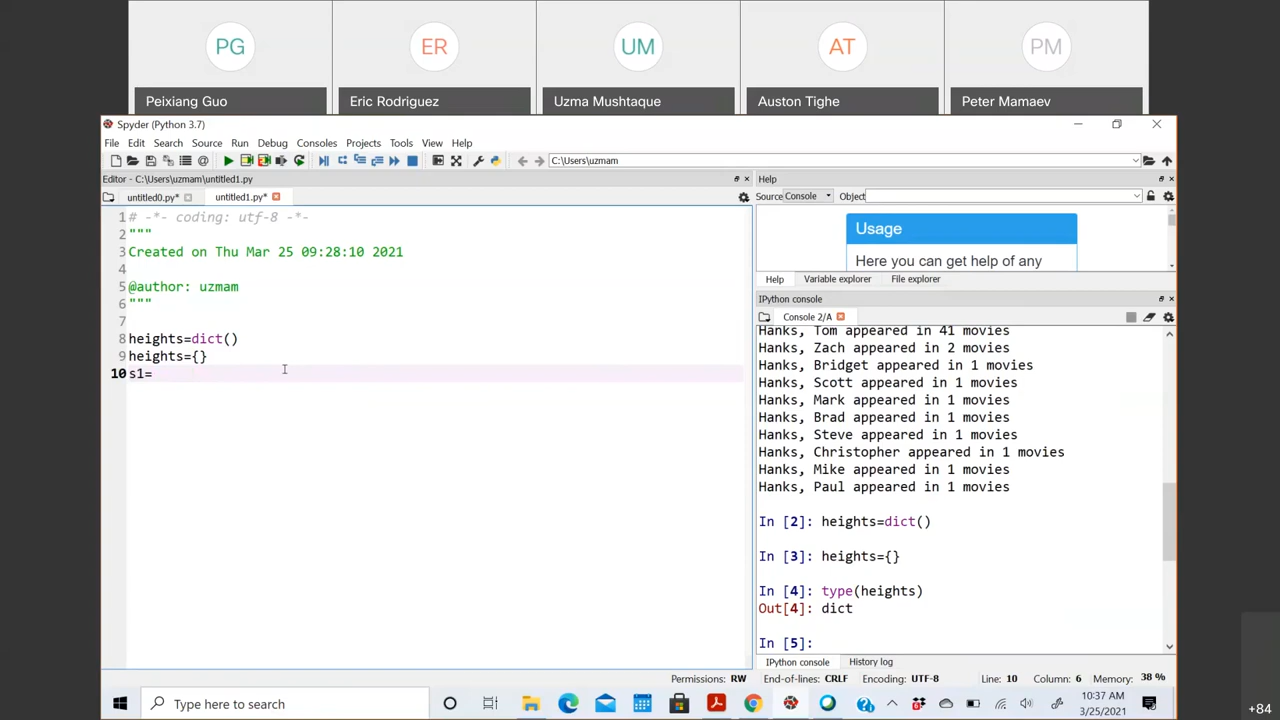 PG
ER
UM
AT
PM
Peixiang Guo
Eric Rodriguez
Uzma Mushtaque
Auston Tighe
Peter Mamaev
Spyder (Python 3.7)
File Edit Search Source Run Debug Consoles Projects Tools View Help
C:\Users\uzmam
Editor - C:\Users\uzmam\untitled1.py
untitled0.py*
untitled1.py*
1 # -*- coding: utf-8 -*-
2 """
3 Created on Thu Mar 25 09:28:10 2021
4
5 @author: uzmam
6 """
7
8 heights=dict()
9 heights={}
10 s1=
Help
Source Console Object
Usage
Here you can get help of any
Help Variable explorer File explorer
IPython console
Console 2/A
Hanks, Tom appeared in 41 movies
Hanks, Zach appeared in 2 movies
Hanks, Bridget appeared in 1 movies
Hanks, Scott appeared in 1 movies
Hanks, Mark appeared in 1 movies
Hanks, Brad appeared in 1 movies
Hanks, Steve appeared in 1 movies
Hanks, Christopher appeared in 1 movies
Hanks, Mike appeared in 1 movies
Hanks, Paul appeared in 1 movies
In [2]: heights=dict()
In [3]: heights={}
In [4]: type(heights)
Out[4]: dict
In [5]:
IPython console History log
Permissions: RW End-of-lines: CRLF Encoding: UTF-8 Line: 10 Column: 6 Memory: 38 %
Type here to search
10:37 AM
3/25/2021
+84